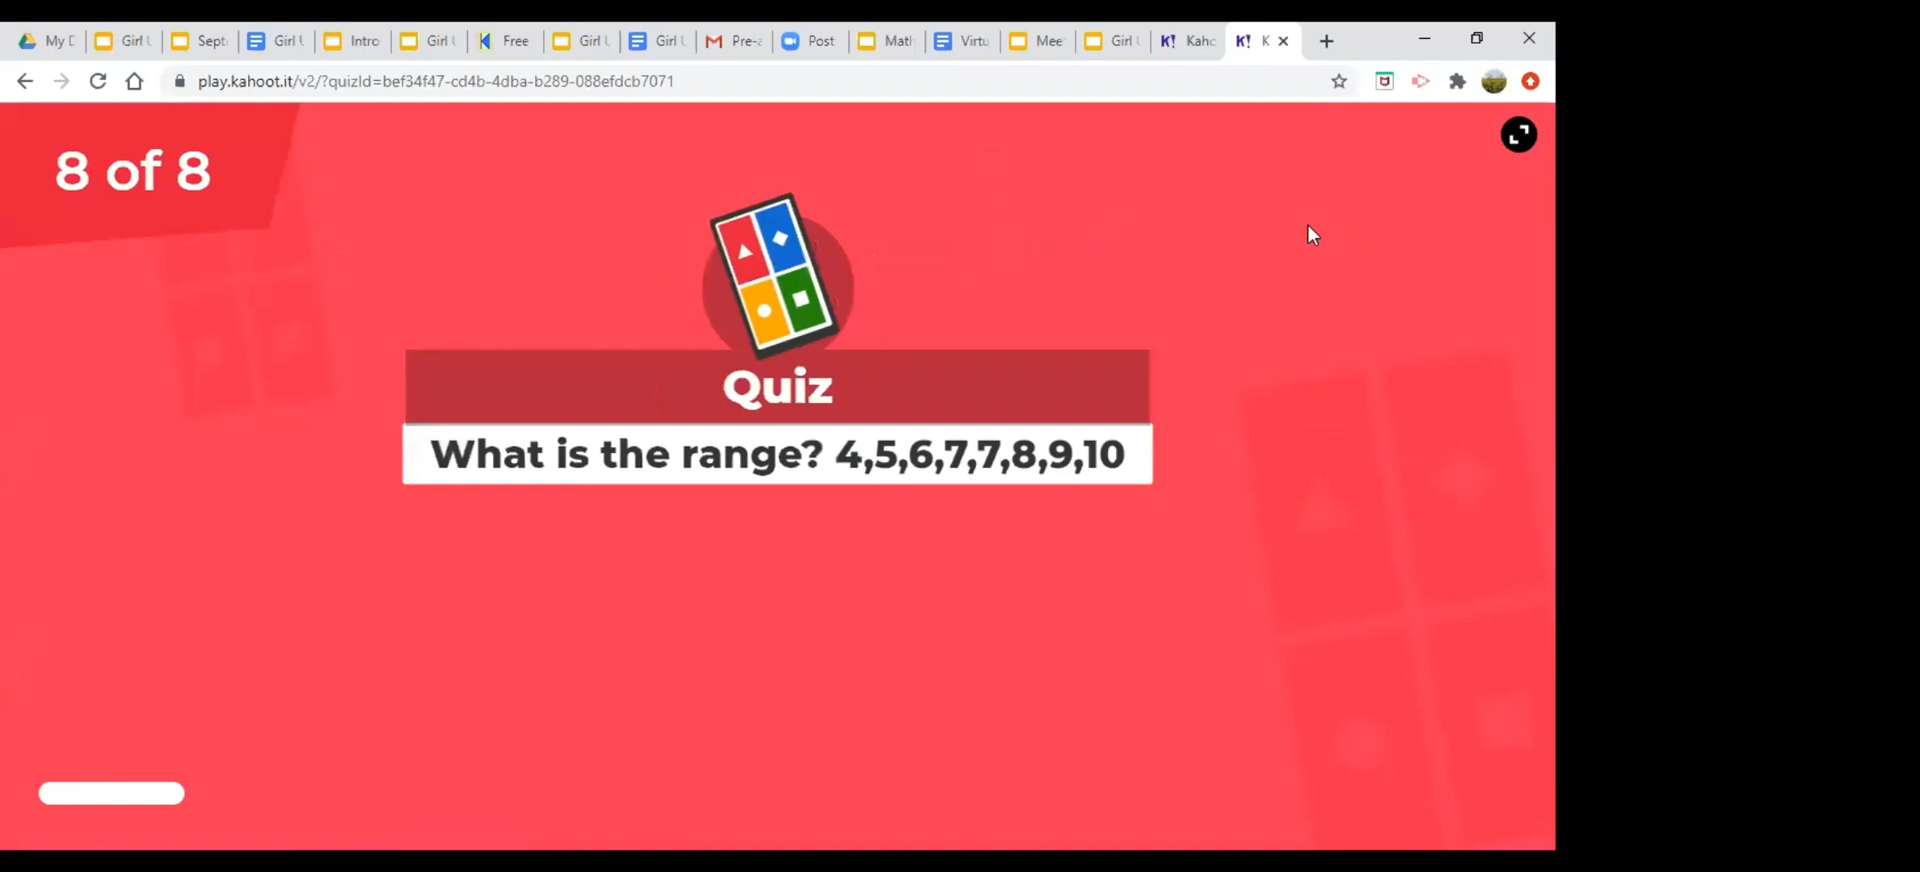 My D
Girl U
Sept
Girl U
Intro
Girl U
Free
Girl U
Girl U
Pre-a
Post
Math
Virtu
Mee
Girl U
K! Kaho
K! K
play.kahoot.it/v2/?quizId=bef34f47-cd4b-4dba-b289-088efdcb7071
8 of 8
Quiz
What is the range? 4,5,6,7,7,8,9,10